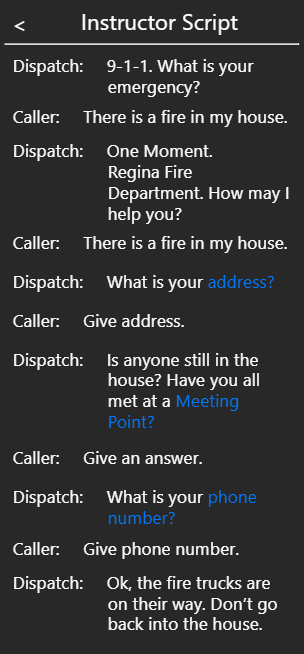 < Instructor Script
Dispatch: 9-1-1. What is your
emergency?
Caller: There is a fire in my house.
Dispatch: One Moment.
Regina Fire
Department. How may I
help you?
Caller: There is a fire in my house.
Dispatch: What is your address?
Caller: Give address.
Dispatch: Is anyone still in the
house? Have you all
met at a Meeting
Point?
Caller: Give an answer.
Dispatch: What is your phone
number?
Caller: Give phone number.
Dispatch: Ok, the fire trucks are
on their way. Don’t go
back into the house.